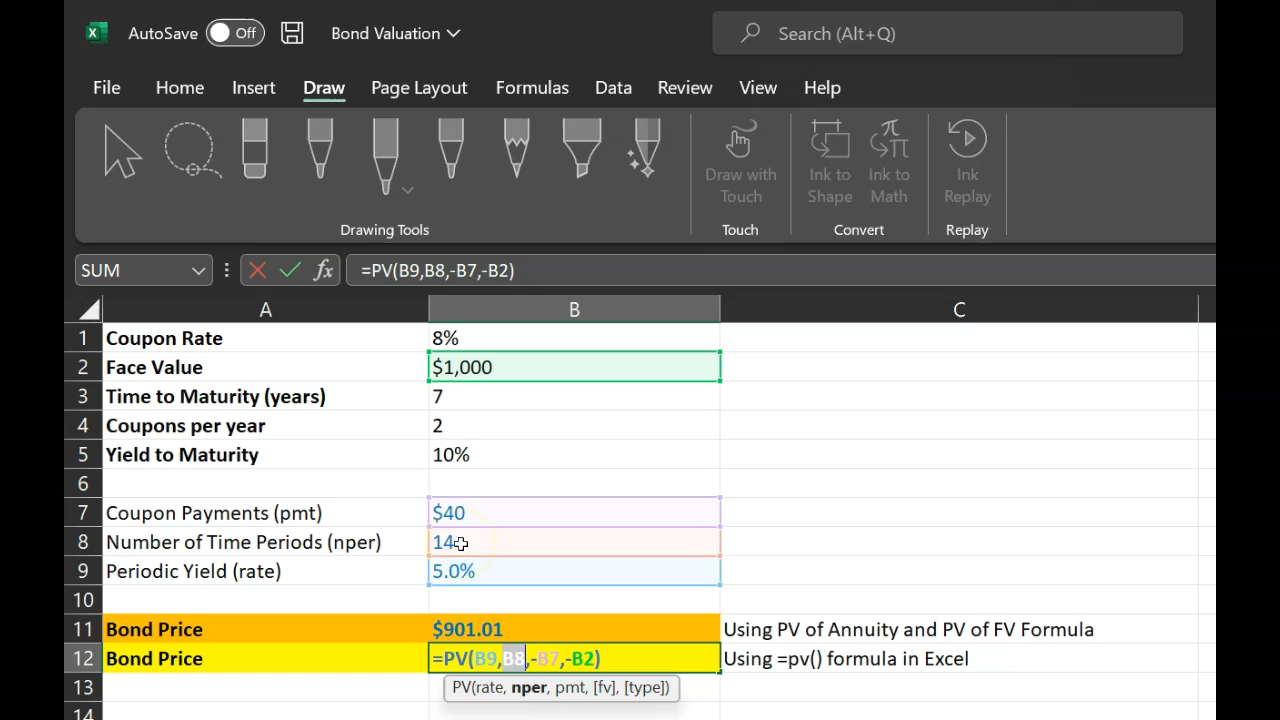 AutoSave Off Bond Valuation Search (Alt+Q)
File Home Insert Draw Page Layout Formulas Data Review View Help
Draw with Touch
Ink to Shape
Ink to Math
Ink Replay
Drawing Tools Touch Convert Replay
SUM fx =PV(B9,B8,-B7,-B2)
A B C
1 Coupon Rate 8%
2 Face Value $1,000
3 Time to Maturity (years) 7
4 Coupons per year 2
5 Yield to Maturity 10%
6
7 Coupon Payments (pmt) $40
8 Number of Time Periods (nper) 14
9 Periodic Yield (rate) 5.0%
10
11 Bond Price $901.01 Using PV of Annuity and PV of FV Formula
12 Bond Price =PV(B9,B8,-B7,-B2) Using =pv() formula in Excel
13 PV(rate, nper, pmt, [fv], [type])
14